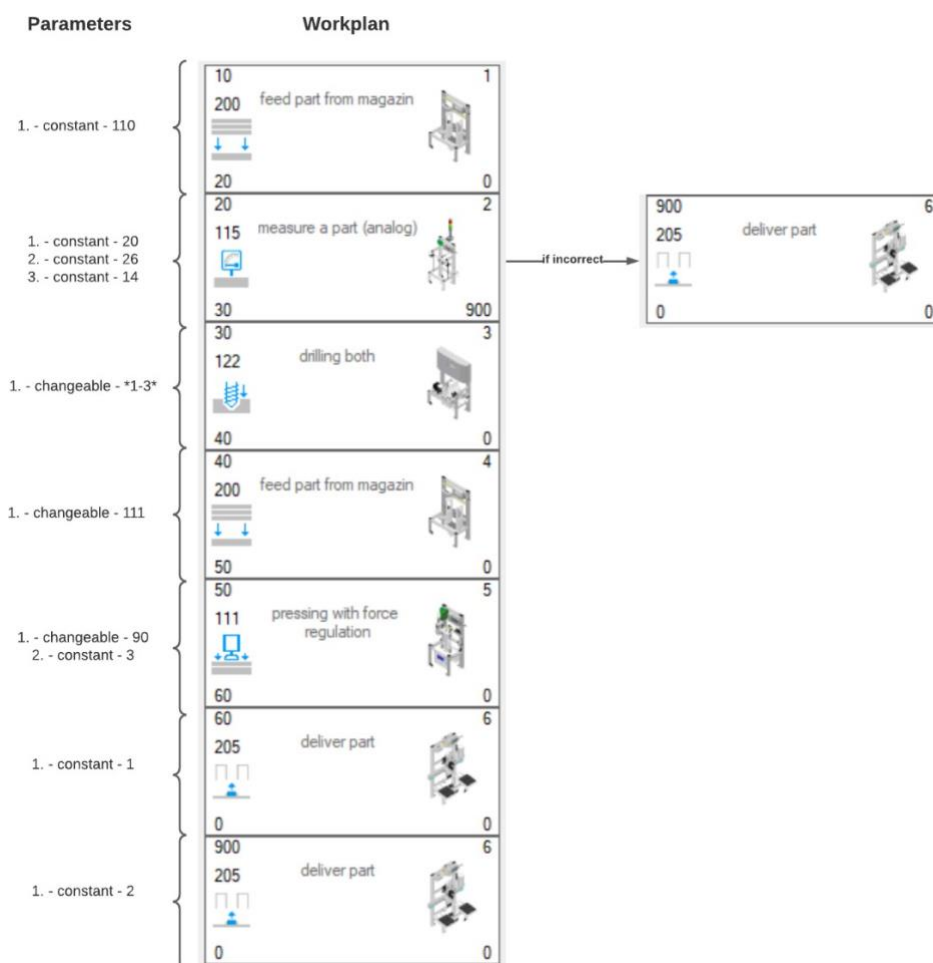 Parameters Workplan
10 1
1. - constant - 110 200 feed part from magazin
20 0
20 2
1. - constant - 20
2. - constant - 26
3. - constant - 14
115 measure a part (analog)
30 900
if incorrect
900 6
205 deliver part
0 0
30 3
1. - changeable - *1-3* 122 drilling both
40 0
40 4
1. - changeable - 111 200 feed part from magazin
50 0
50 5
1. - changeable - 90
2. - constant - 3
111 pressing with force
regulation
60 0
60 6
1. - constant - 1 205 deliver part
0 0
900 6
1. - constant - 2 205 deliver part
0 0